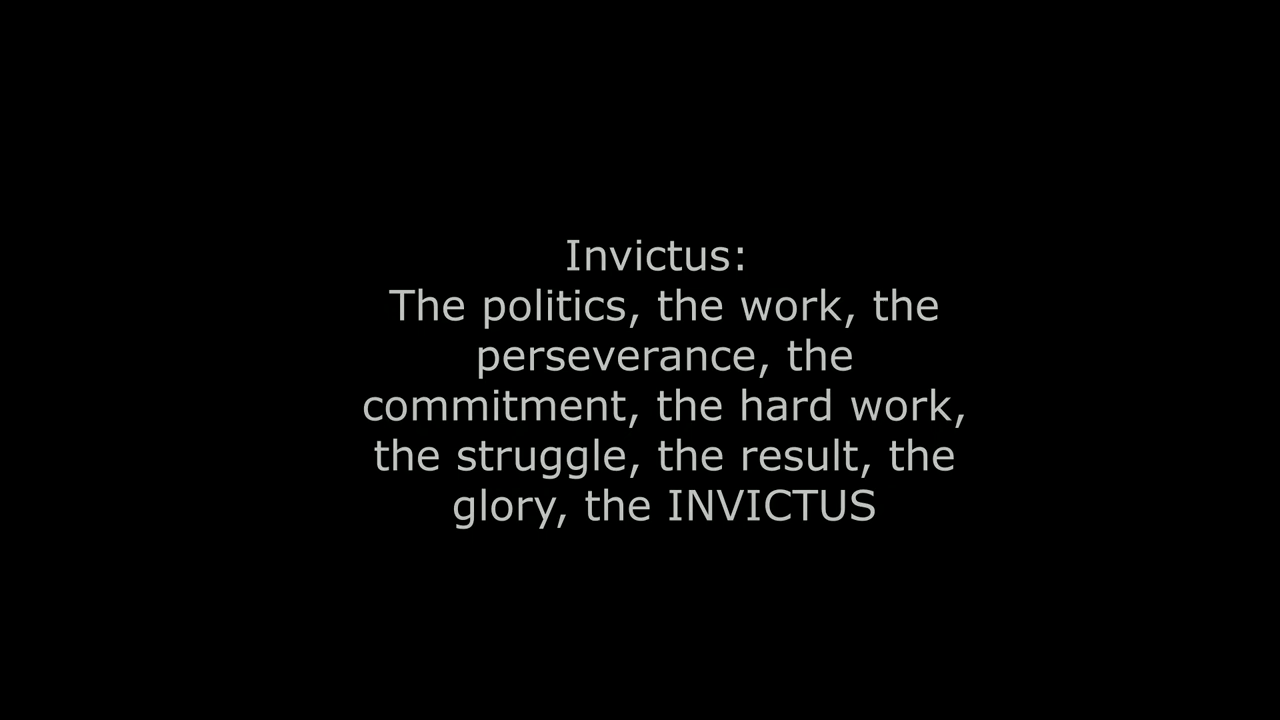 Invictus:
The politics, the work, the
perseverance, the
commitment, the hard work,
the struggle, the result, the
glory, the INVICTUS